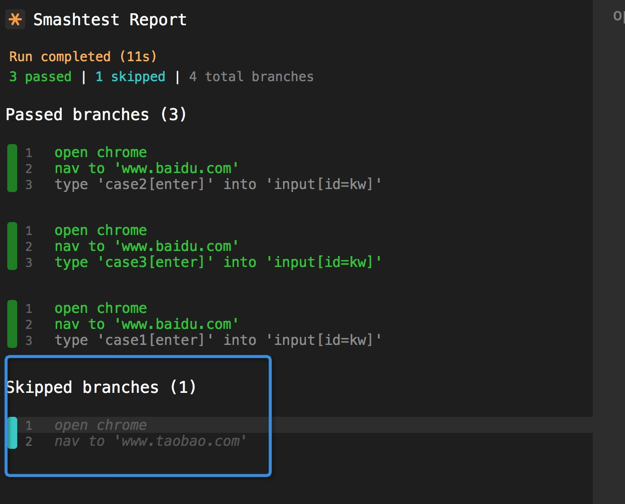 Smashtest Report
Run completed (11s)
3 passed | 1 skipped | 4 total branches
Passed branches (3)
1 open chrome
2 nav to 'www.baidu.com'
3 type 'case2[enter]' into 'input[id=kw]'
1 open chrome
2 nav to 'www.baidu.com'
3 type 'case3[enter]' into 'input[id=kw]'
1 open chrome
2 nav to 'www.baidu.com'
3 type 'case1[enter]' into 'input[id=kw]'
Skipped branches (1)
1 open chrome
2 nav to 'www.taobao.com'